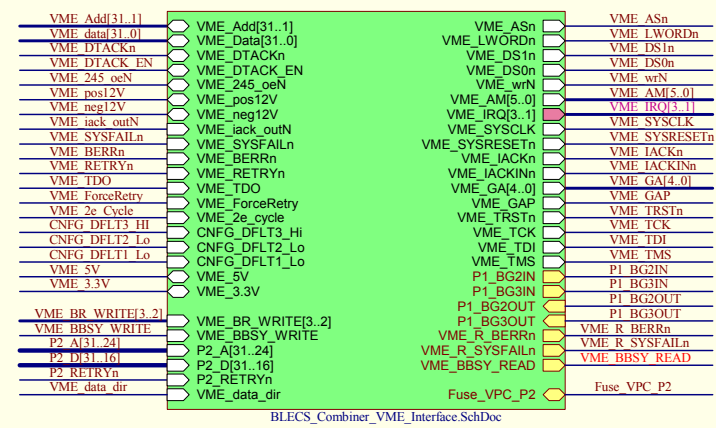 VME_Add[31..1] VME_Add[31..1] VME_ASn VME_ASn
VME_data[31..0] VME_Data[31..0] VME_LWORDn VME_LWORDn
VME_DTACKn VME_DTACKn VME_DS1n VME_DS1n
VME_DTACK_EN VME_DTACK_EN VME_DS0n VME_DS0n
VME_245_oeN VME_245_oeN VME_wrN VME_wrN
VME_pos12V VME_pos12V VME_AM[5..0] VME_AM[5..0]
VME_neg12V VME_neg12V VME_IRQ[3..1] VME_IRQ[3..1]
VME_iack_outN VME_iack_outN VME_SYSCLK VME_SYSCLK
VME_SYSFAILn VME_SYSFAILn VME_SYSRESETn VME_SYSRESETn
VME_BERRn VME_BERRn VME_IACKn VME_IACKn
VME_RETRYn VME_RETRYn VME_IACKINn VME_IACKINn
VME_TDO VME_TDO VME_GA[4..0] VME_GA[4..0]
VME_ForceRetry VME_ForceRetry VME_GAP VME_GAP
VME_2e_Cycle VME_2e_cycle VME_TRSTn VME_TRSTn
CNFG_DFLT3_HI CNFG_DFLT3_Hi VME_TCK VME_TCK
CNFG_DFLT2_Lo CNFG_DFLT2_Lo VME_TDI VME_TDI
CNFG_DFLT1_Lo CNFG_DFLT1_Lo VME_TMS VME_TMS
VME_5V VME_5V P1_BG2IN P1_BG2IN
VME_3.3V VME_3.3V P1_BG3IN P1_BG3IN
P1_BG2OUT P1_BG2OUT
VME_BR_WRITE[3..2] VME_BR_WRITE[3..2] P1_BG3OUT P1_BG3OUT
VME_BBSY_WRITE VME_BBSY_WRITE VME_R_BERRn VME_R_BERRn
P2_A[31..24] P2_A[31..24] VME_R_SYSFAILn VME_R_SYSFAILn
P2_D[31..16] P2_D[31..16] VME_BBSY_READ VME_BBSY_READ
P2_RETRYn P2_RETRYn
VME_data_dir VME_data_dir Fuse_VPC_P2 Fuse_VPC_P2
BLECS_Combiner_VME_Interface.SchDoc